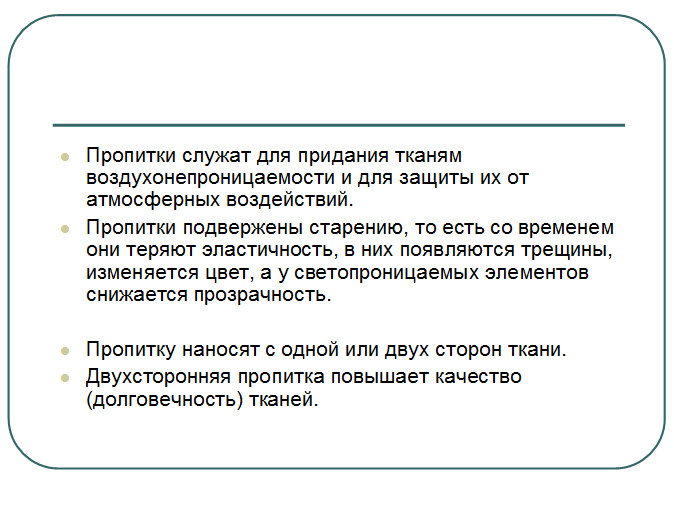 Пропитки служат для придания тканям
воздухонепроницаемости и для защиты их от
атмосферных воздействий.
Пропитки подвержены старению, то есть со временем
они теряют эластичность, в них появляются трещины,
изменяется цвет, а у светопроницаемых элементов
снижается прозрачность.
Пропитку наносят с одной или двух сторон ткани.
Двухсторонняя пропитка повышает качество
(долговечность) тканей.